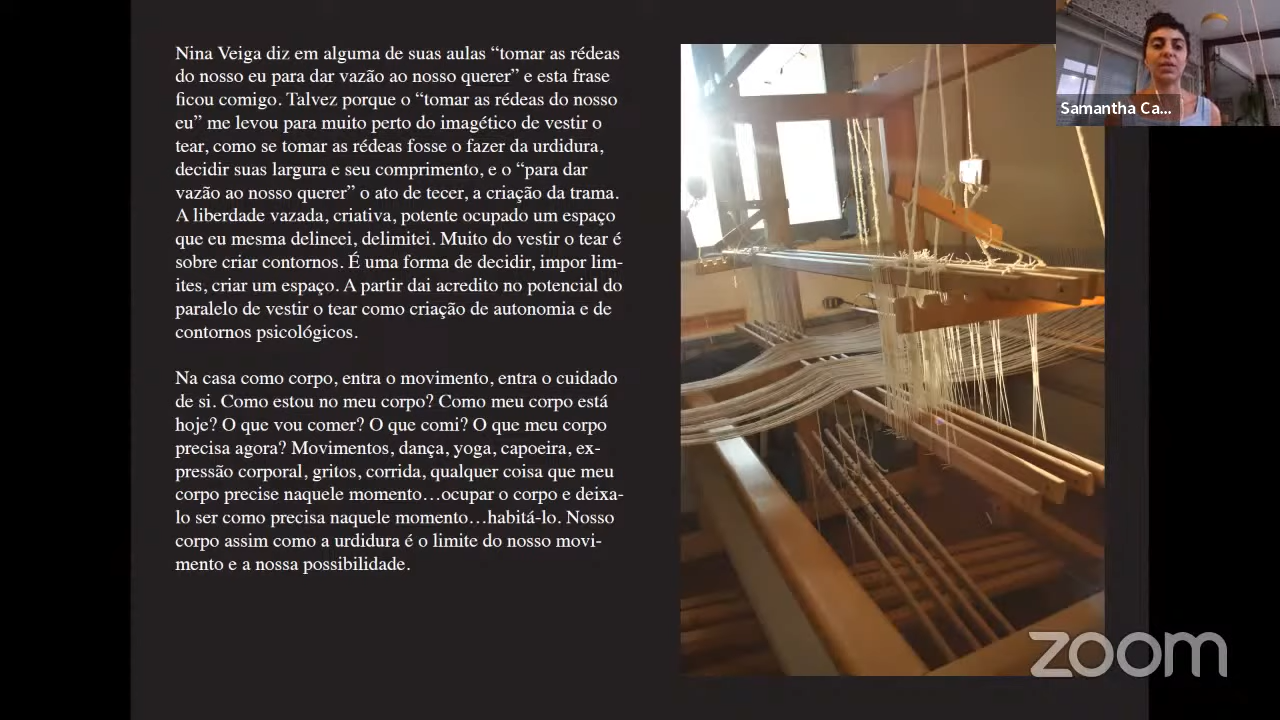 Nina Veiga diz em alguma de suas aulas “tomar as rédeas
do nosso eu para dar vazão ao nosso querer” e esta frase
ficou comigo. Talvez porque o “tomar as rédeas do nosso
eu” me levou para muito perto do imagético de vestir o
tear, como se tomar as rédeas fosse o fazer da urdidura,
decidir suas largura e seu comprimento, e o “para dar
vazão ao nosso querer” o ato de tecer, a criação da trama.
A liberdade vazada, criativa, potente ocupado um espaço
que eu mesma delineei, delimitei. Muito do vestir o tear é
sobre criar contornos. É uma forma de decidir, impor lim-
ites, criar um espaço. A partir dai acredito no potencial do
paralelo de vestir o tear como criação de autonomia e de
contornos psicológicos.
Na casa como corpo, entra o movimento, entra o cuidado
de si. Como estou no meu corpo? Como meu corpo está
hoje? O que vou comer? O que comi? O que meu corpo
precisa agora? Movimentos, dança, yoga, capoeira, ex-
pressão corporal, gritos, corrida, qualquer coisa que meu
corpo precise naquele momento…ocupar o corpo e deixa-
lo ser como precisa naquele momento…habitá-lo. Nosso
corpo assim como a urdidura é o limite do nosso movi-
mento e a nossa possibilidade.
Samantha Ca...
zoom